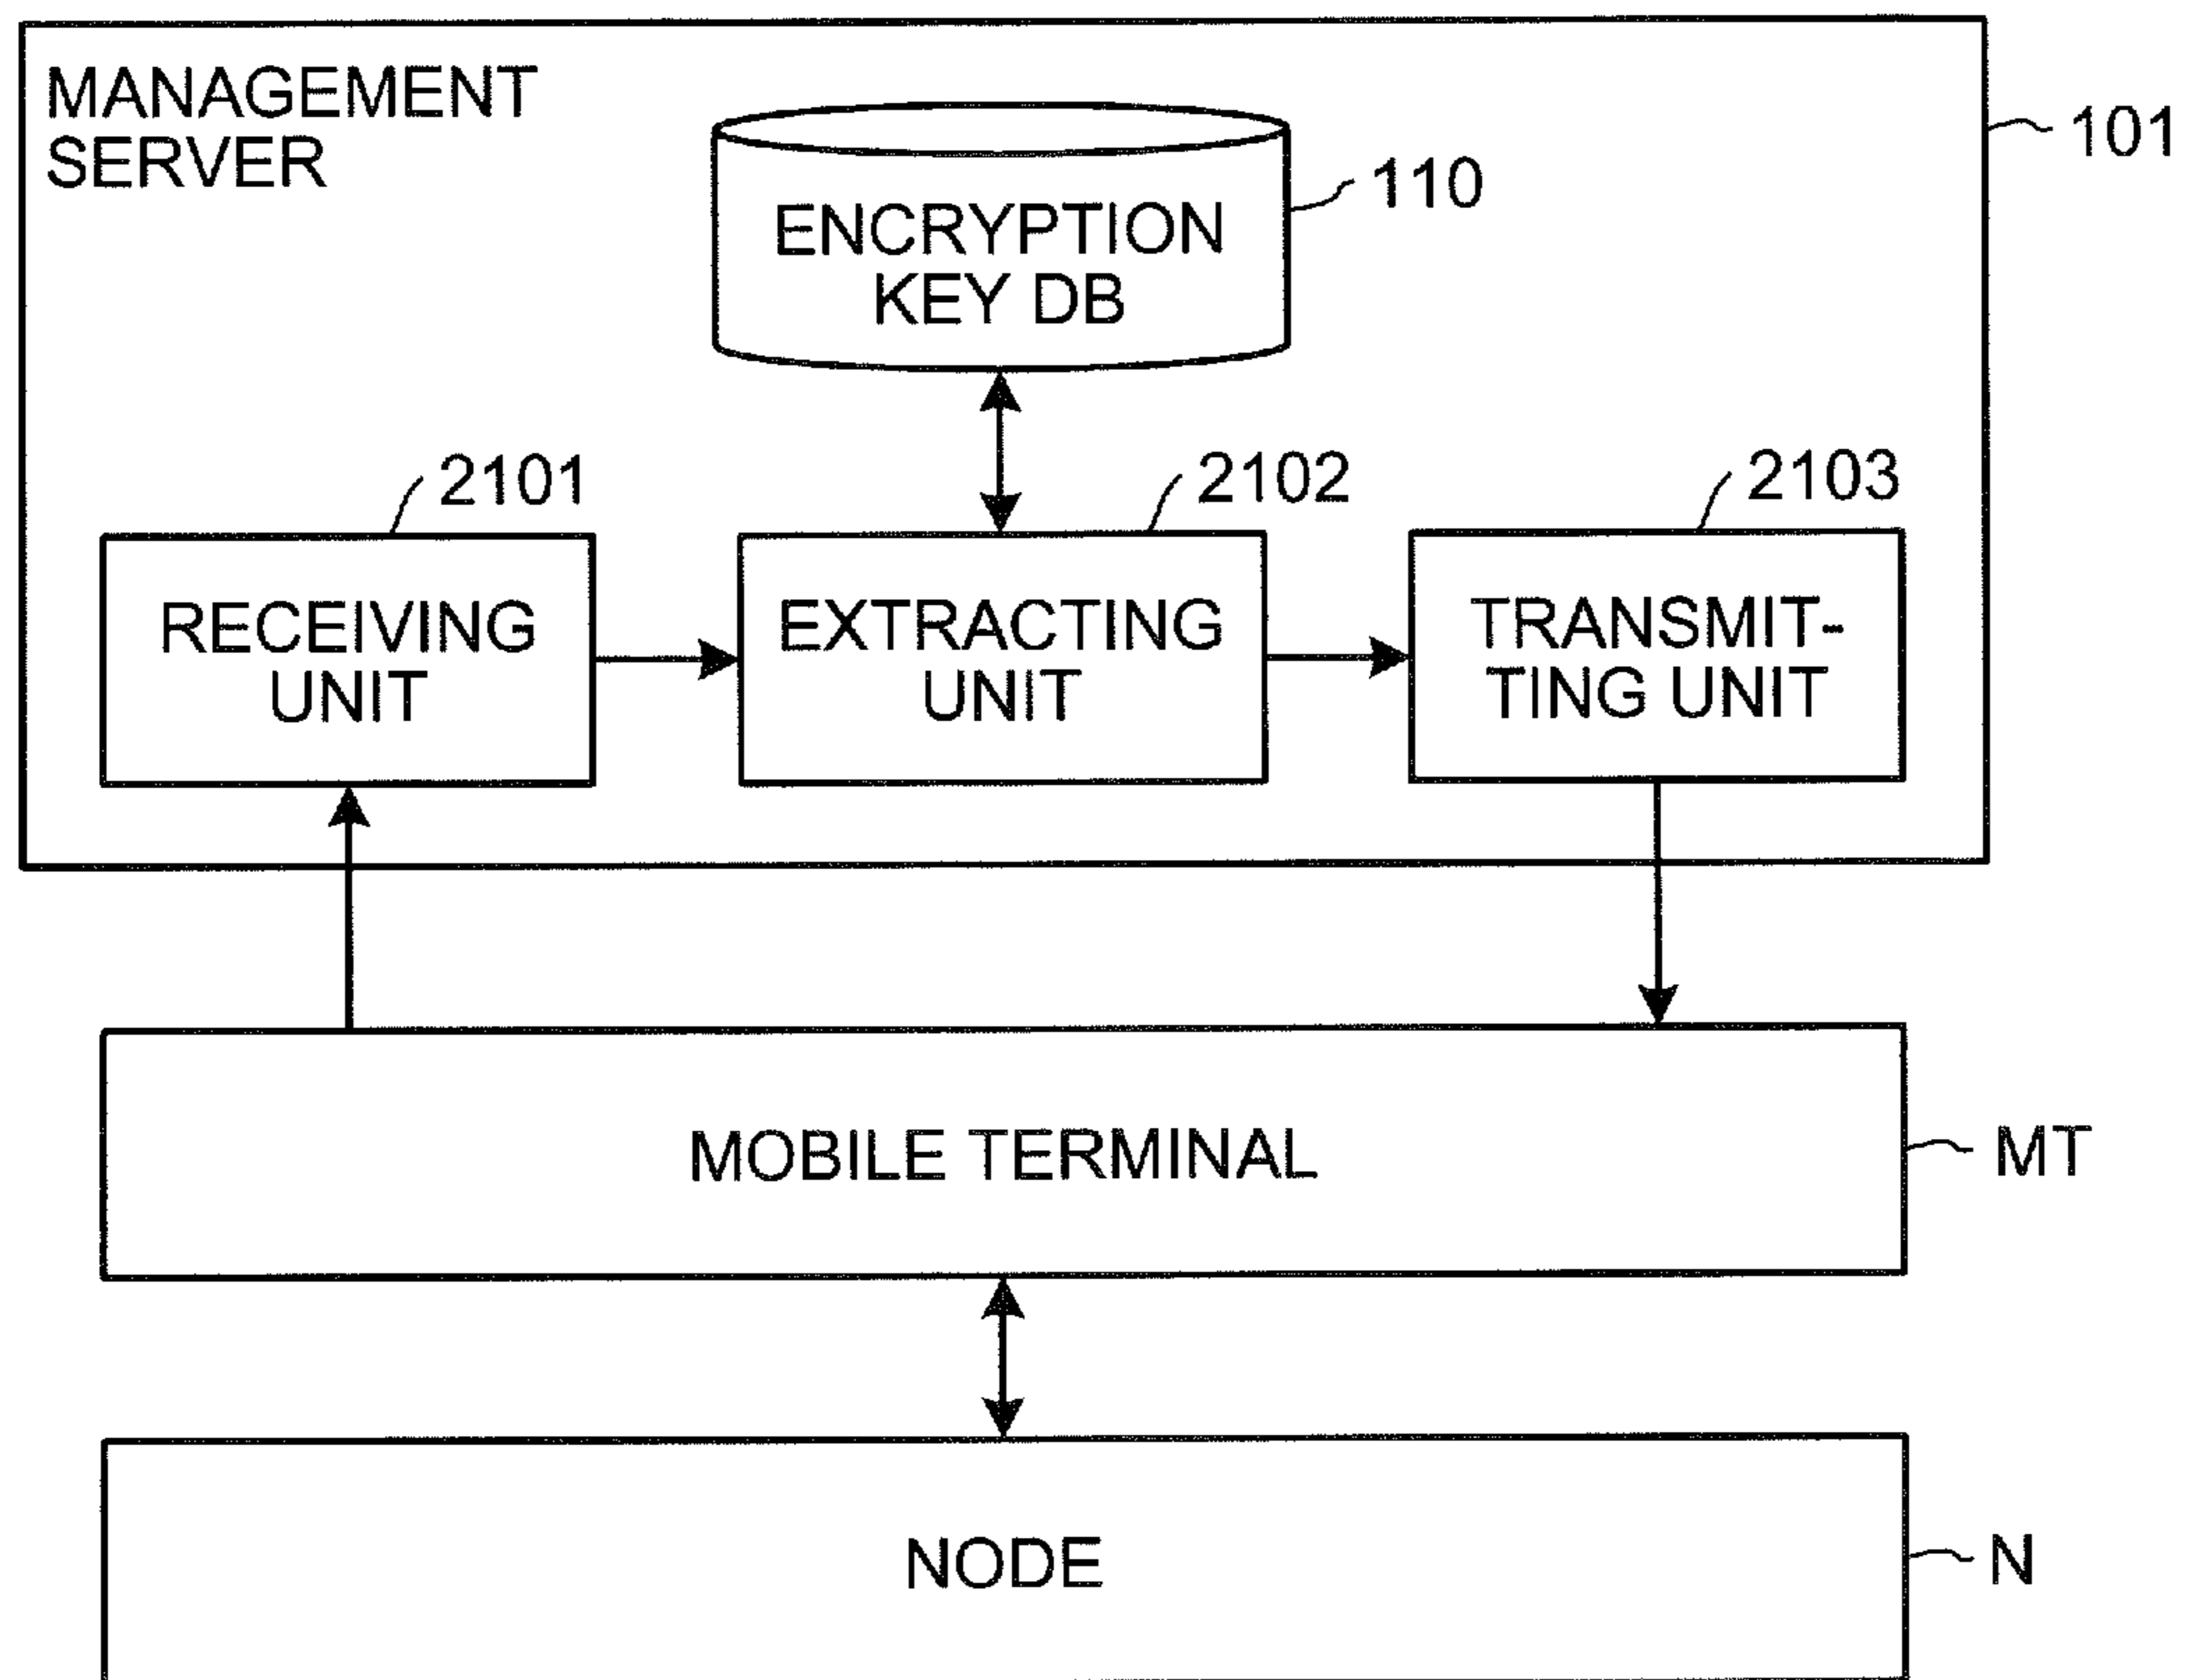 MANAGEMENT
SERVER
101
110
ENCRYPTION
KEY DB
2101
2102
2103
RECEIVING
UNIT
EXTRACTING
UNIT
TRANSMIT-
TING UNIT
MOBILE TERMINAL
MT
NODE
N